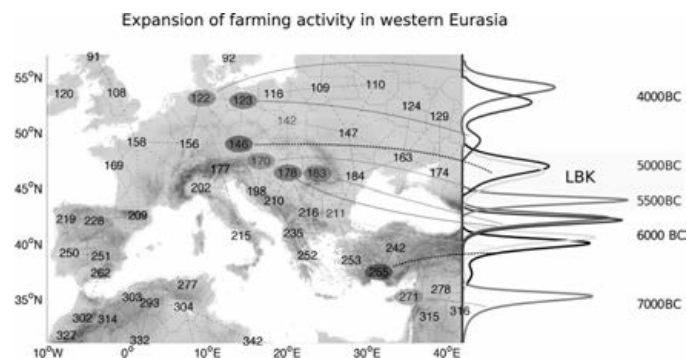 Expansion of farming activity in western Eurasia
91 92
55°N
120 108 122 123 116 109 110
4000BC
124 129
142
50°N
158 156 146 147
169 177 170 163 174
5000BC
LBK
45°N
202 178 183 184
198 210
5500BC
219 228 209 216 211
6000 BC
40°N
250 251 215 235 252 253 242
262 265
35°N
303 293 277 304 271 278
7000BC
302 314 315 316
327 332 342
10°W 0° 10°E 20°E 30°E 40°E